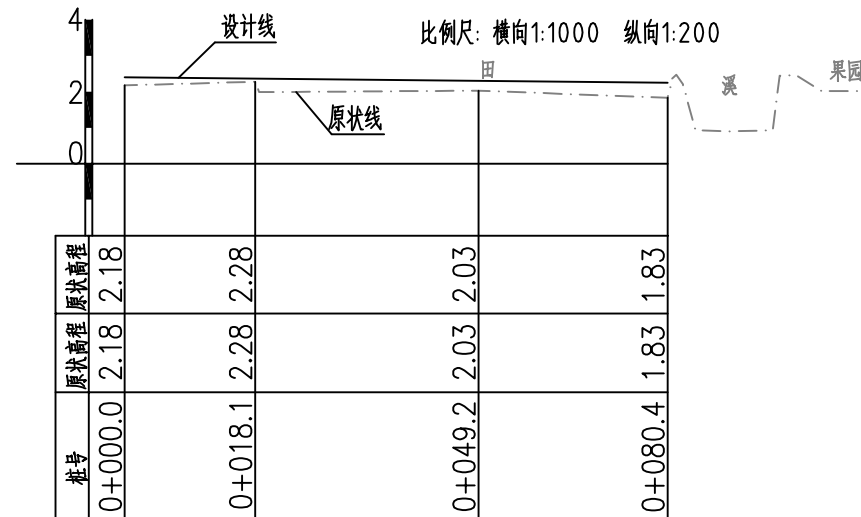 4
设计线
比例尺: 横向1:1000 纵向1:200
田
溪
果园
2
原状线
0
原状高程 2.18 2.28 2.03 1.83
原状高程 2.18 2.28 2.03 1.83
桩号 0+000.0 0+018.1 0+049.2 0+080.4